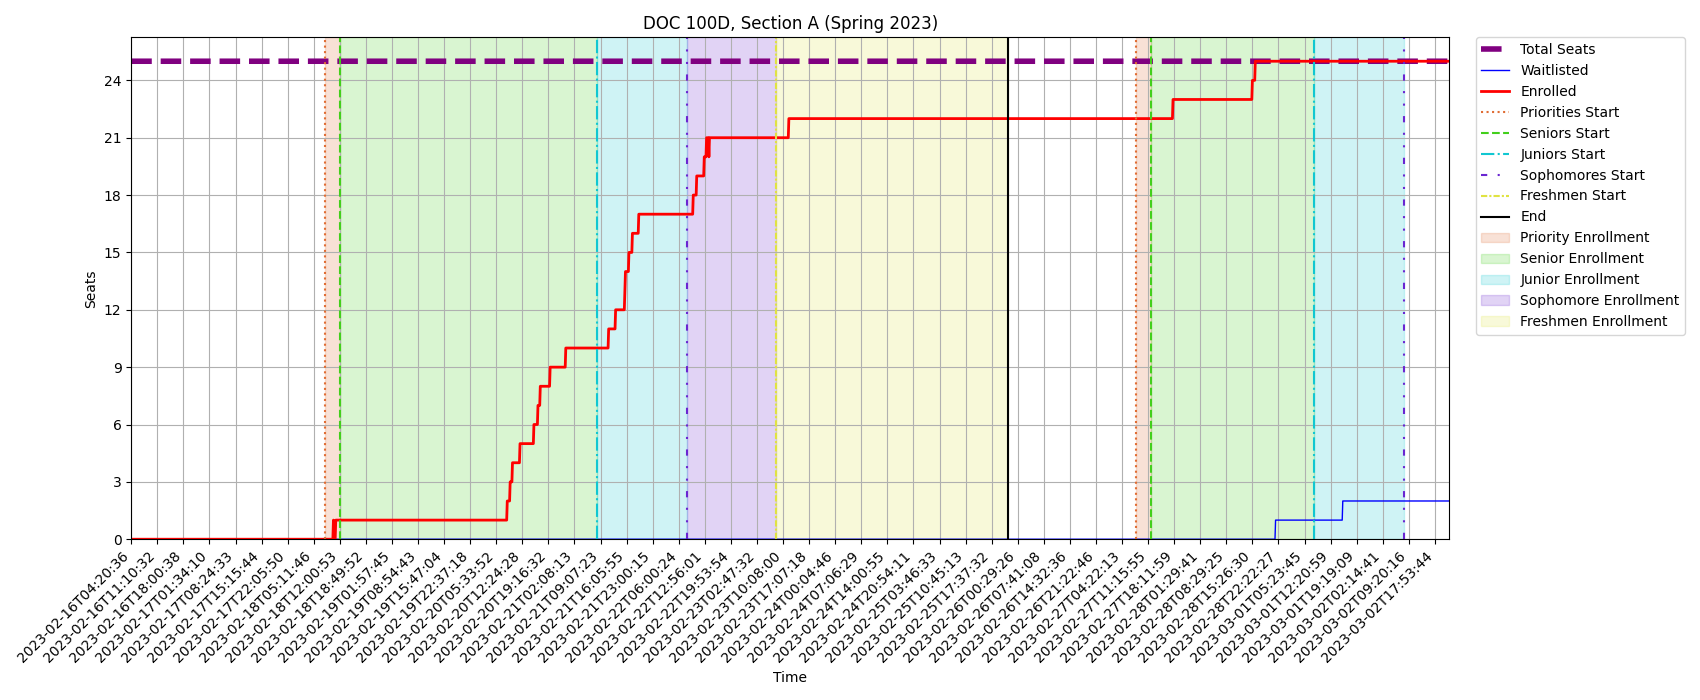 DOC 100D, Section A (Spring 2023)
Seats
24
21
18
15
12
9
6
3
0
2023-02-16T04:20:36
2023-02-16T11:10:32
2023-02-16T18:00:38
2023-02-17T01:34:10
2023-02-17T08:24:33
2023-02-17T15:15:44
2023-02-17T22:05:50
2023-02-18T05:11:46
2023-02-18T12:00:53
2023-02-18T18:49:52
2023-02-19T01:57:45
2023-02-19T08:54:43
2023-02-19T15:47:04
2023-02-19T22:37:18
2023-02-20T05:33:52
2023-02-20T12:24:28
2023-02-20T19:16:32
2023-02-21T02:08:13
2023-02-21T09:07:23
2023-02-21T16:05:55
2023-02-21T23:00:15
2023-02-22T06:00:24
2023-02-22T12:56:01
2023-02-22T19:53:54
2023-02-23T02:47:32
2023-02-23T10:08:00
2023-02-23T17:07:18
2023-02-24T00:04:46
2023-02-24T07:06:29
2023-02-24T14:00:55
2023-02-24T20:54:11
2023-02-25T03:46:33
2023-02-25T10:45:13
2023-02-25T17:37:32
2023-02-26T00:29:26
2023-02-26T07:41:08
2023-02-26T14:32:36
2023-02-26T21:22:46
2023-02-27T04:22:13
2023-02-27T11:15:55
2023-02-27T18:11:59
2023-02-28T01:29:41
2023-02-28T08:29:25
2023-02-28T15:26:30
2023-02-28T22:22:27
2023-03-01T05:23:45
2023-03-01T12:20:59
2023-03-01T19:19:09
2023-03-02T02:14:41
2023-03-02T09:20:16
2023-03-02T17:53:44
Time
Total Seats
Waitlisted
Enrolled
Priorities Start
Seniors Start
Juniors Start
Sophomores Start
Freshmen Start
End
Priority Enrollment
Senior Enrollment
Junior Enrollment
Sophomore Enrollment
Freshmen Enrollment